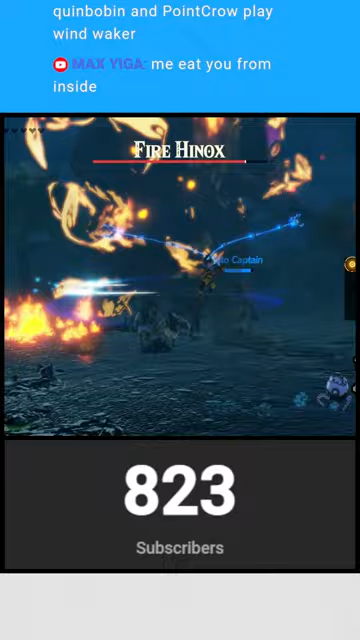 quinbobin and PointCrow play
wind waker
MAX YIGA: me eat you from
inside
FIRE HINOX
Captain
823
Subscribers